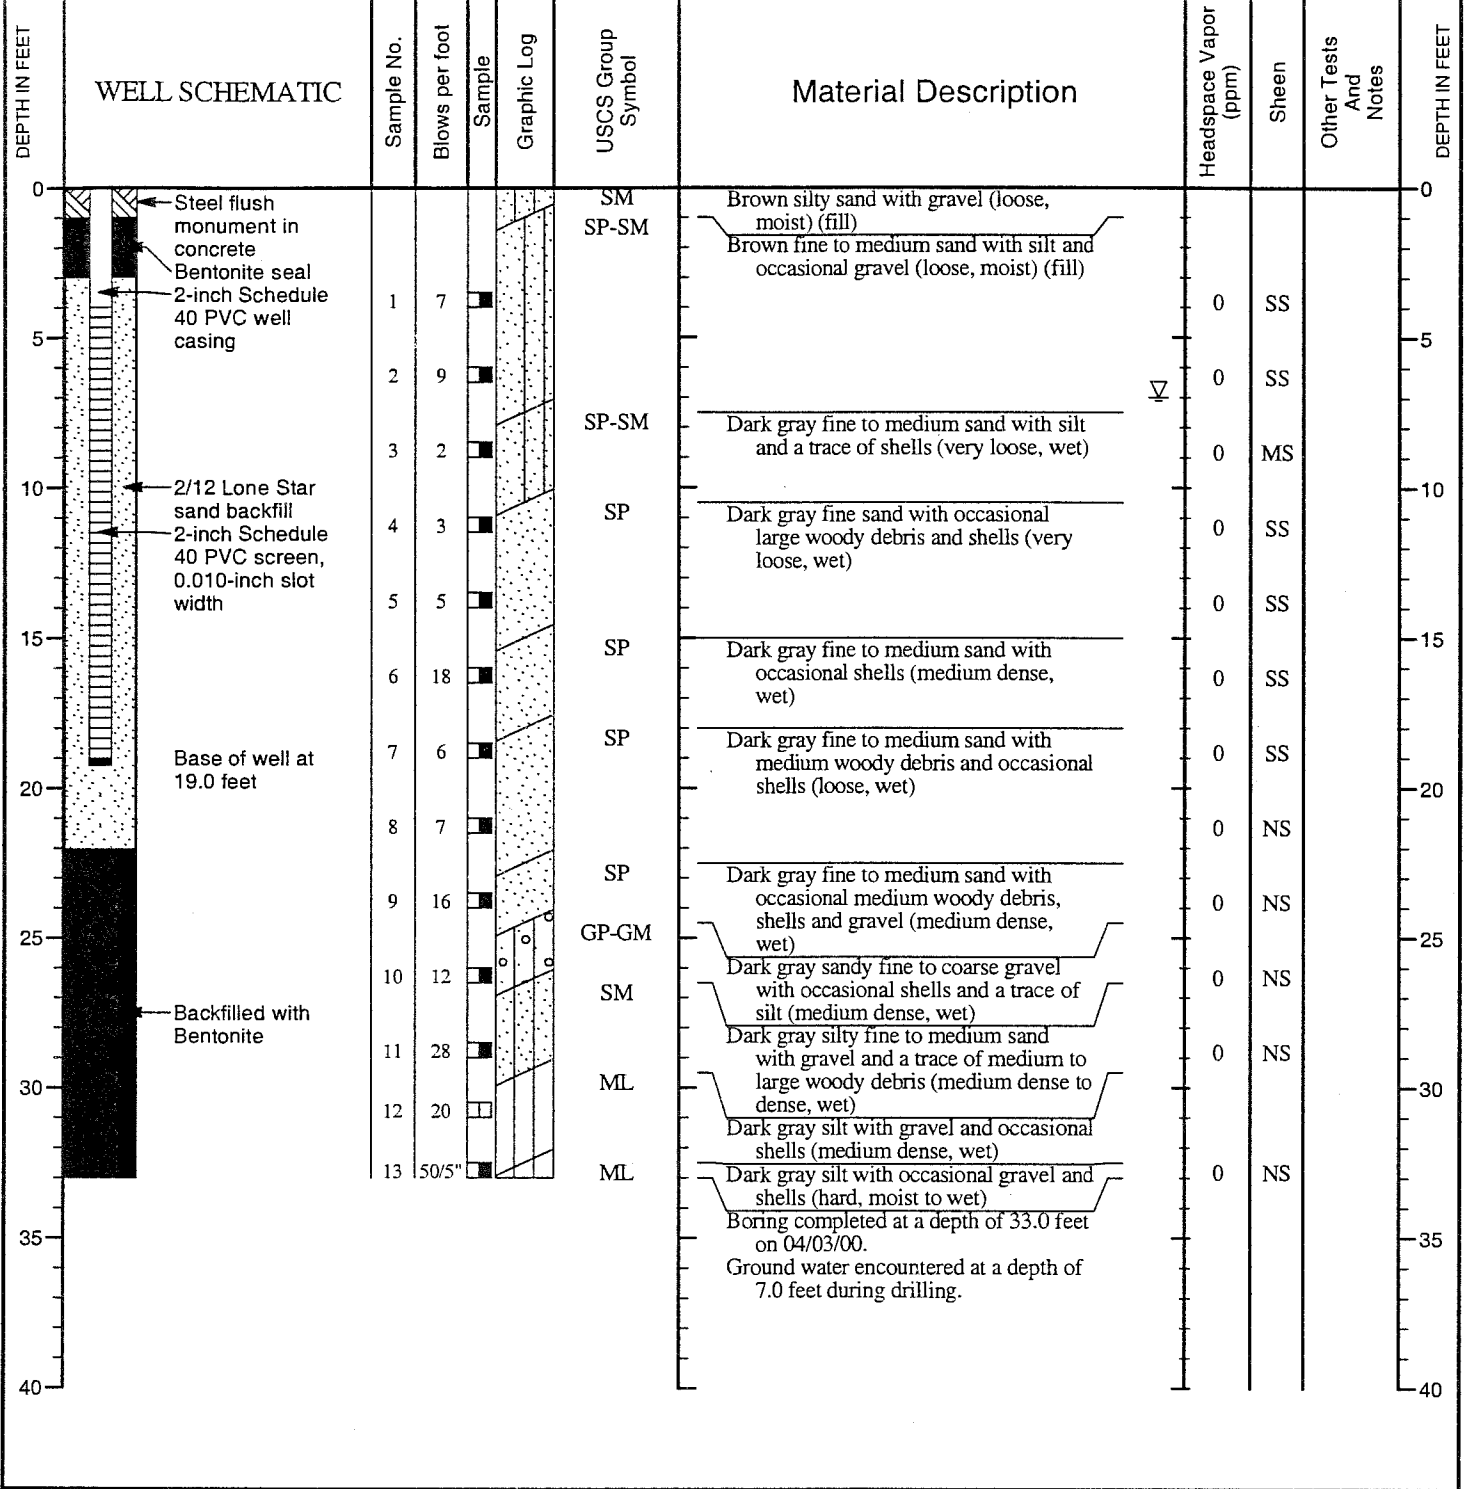 DEPTH IN FEET
WELL SCHEMATIC
Sample No.
Blows per foot
Sample
Graphic Log
USCS Group
Symbol
Material Description
Headspace Vapor
(ppm)
Sheen
Other Tests
And
Notes
DEPTH IN FEET
0
5
10
15
20
25
30
35
40
Steel flush
monument in
concrete
Bentonite seal
2-inch Schedule
40 PVC well
casing
2/12 Lone Star
sand backfill
2-inch Schedule
40 PVC screen,
0.010-inch slot
width
Base of well at
19.0 feet
Backfilled with
Bentonite
1 7
2 9
3 2
4 3
5 5
6 18
7 6
8 7
9 16
10 12
11 28
12 20
13 50/5"
SM
SP-SM
SP-SM
SP
SP
SP
SP
GP-GM
SM
ML
ML
Brown silty sand with gravel (loose,
moist) (fill)
Brown fine to medium sand with silt and
occasional gravel (loose, moist) (fill)
Dark gray fine to medium sand with silt
and a trace of shells (very loose, wet)
Dark gray fine sand with occasional
large woody debris and shells (very
loose, wet)
Dark gray fine to medium sand with
occasional shells (medium dense,
wet)
Dark gray fine to medium sand with
medium woody debris and occasional
shells (loose, wet)
Dark gray fine to medium sand with
occasional medium woody debris,
shells and gravel (medium dense,
wet)
Dark gray sandy fine to coarse gravel
with occasional shells and a trace of
silt (medium dense, wet)
Dark gray silty fine to medium sand
with gravel and a trace of medium to
large woody debris (medium dense to
dense, wet)
Dark gray silt with gravel and occasional
shells (medium dense, wet)
Dark gray silt with occasional gravel and
shells (hard, moist to wet)
Boring completed at a depth of 33.0 feet
on 04/03/00.
Ground water encountered at a depth of
7.0 feet during drilling.
0 SS
0 SS
0 MS
0 SS
0 SS
0 SS
0 SS
0 NS
0 NS
0 NS
0 NS
0 NS
0
5
10
15
20
25
30
35
40